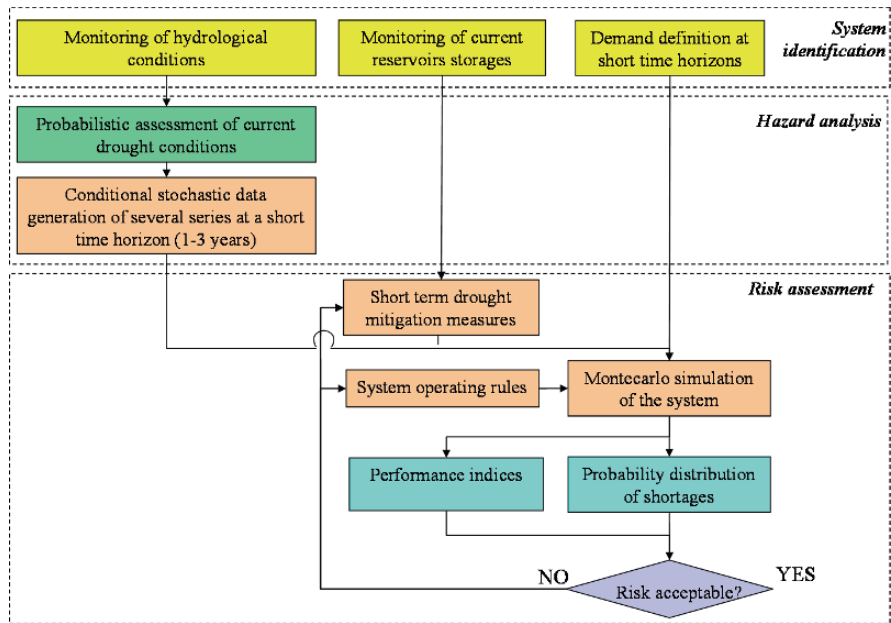 Monitoring of hydrological
conditions
Monitoring of current
reservoirs storages
Demand definition at
short time horizons
System
identification
Probabilistic assessment of current
drought conditions
Hazard analysis
Conditional stochastic data
generation of several series at a short
time horizon (1-3 years)
Risk assessment
Short term drought
mitigation measures
System operating rules
Montecarlo simulation
of the system
Performance indices
Probability distribution
of shortages
NO
YES
Risk acceptable?